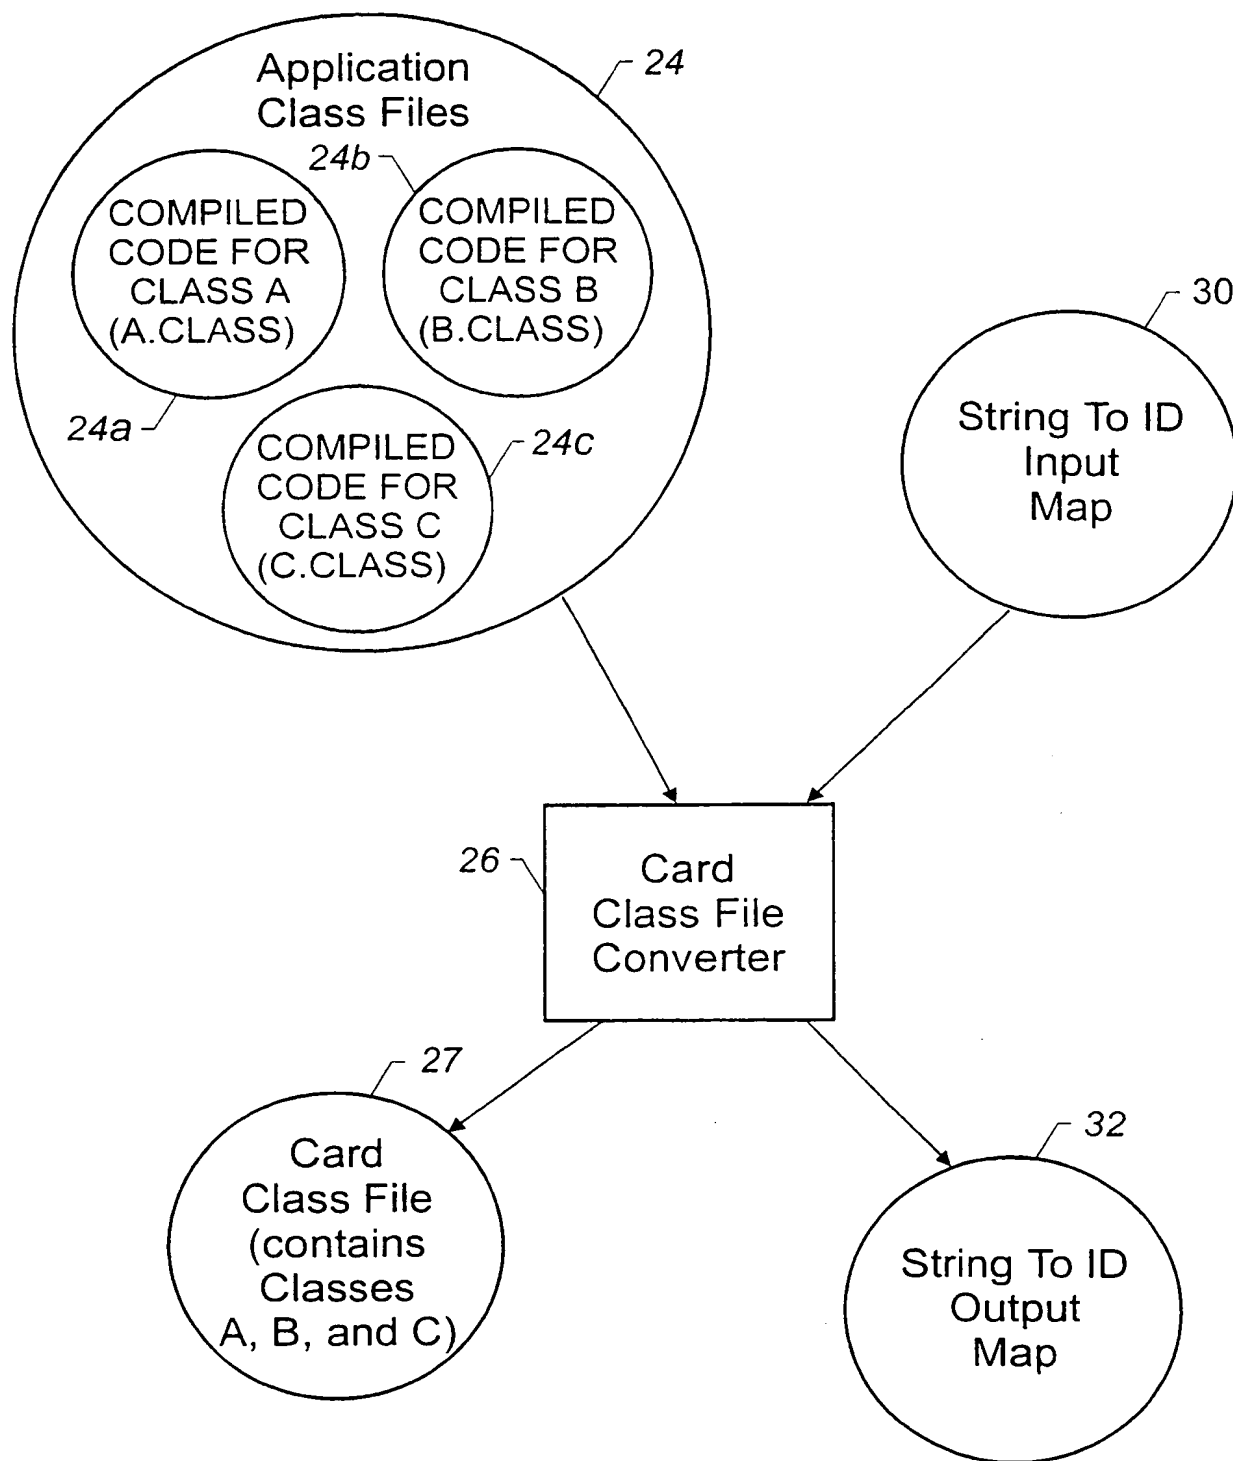 24
Application
Class Files
24b
COMPILED
CODE FOR
CLASS A
(A.CLASS)
COMPILED
CODE FOR
CLASS B
(B.CLASS)
24a
COMPILED
CODE FOR
CLASS C
(C.CLASS)
24c
30
String To ID
Input
Map
26
Card
Class File
Converter
27
Card
Class File
(contains
Classes
A, B, and C)
32
String To ID
Output
Map